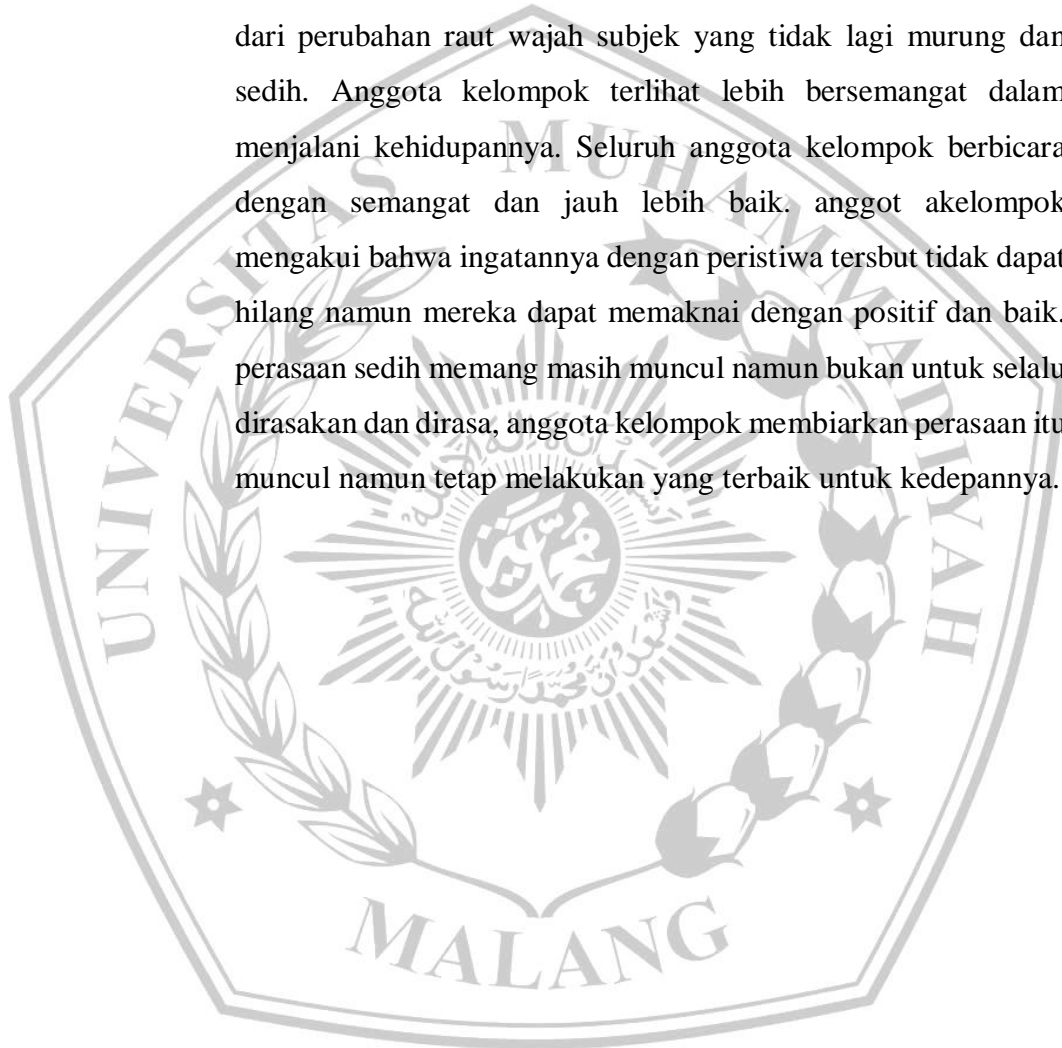 dari perubahan raut wajah subjek yang tidak lagi murung dan
sedih. Anggota kelompok terlihat lebih bersemangat dalam
menjalani kehidupannya. Seluruh anggota kelompok berbicara
dengan semangat dan jauh lebih baik. anggot akelompok
mengakui bahwa ingatannya dengan peristiwa tersbut tidak dapat
hilang namun mereka dapat memaknai dengan positif dan baik.
perasaan sedih memang masih muncul namun bukan untuk selalu
dirasakan dan dirasa, anggota kelompok membiarkan perasaan itu
muncul namun tetap melakukan yang terbaik untuk kedepannya.
UNIVERSITAS MUHAMMADIYAH
MALANG